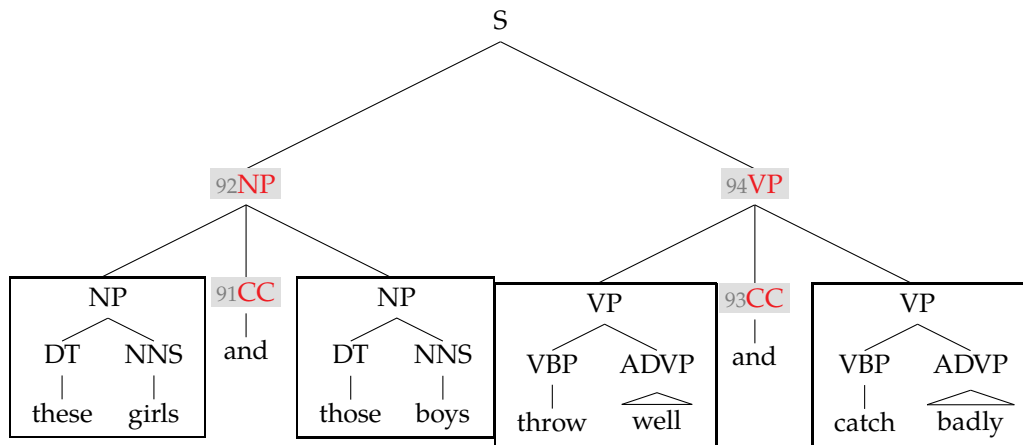 S
92NP 94VP
NP 91CC NP VP 93CC VP
DT NNS and DT NNS VBP ADVP and VBP ADVP
these girls those boys throw well catch badly